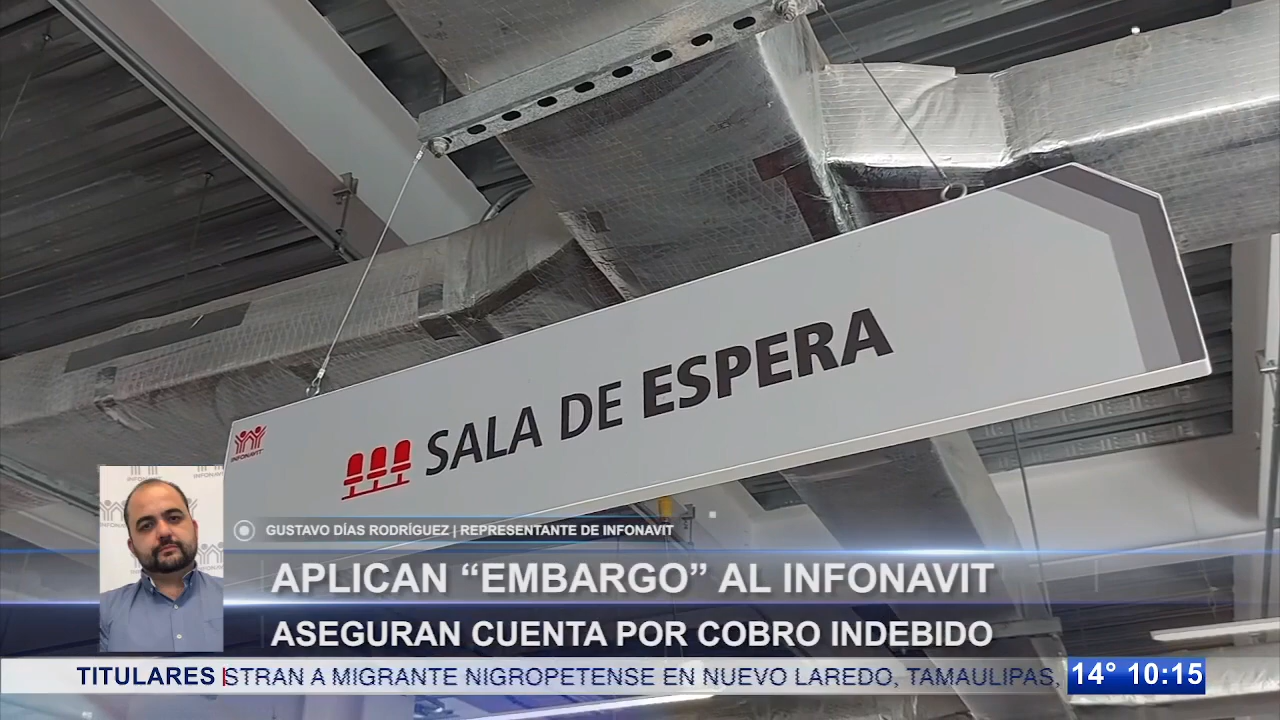 SALA DE ESPERA
INFONAVIT
INFONAVIT
GUSTAVO DÍAS RODRÍGUEZ | REPRESENTANTE DE INFONAVIT
APLICAN “EMBARGO” AL INFONAVIT
ASEGURAN CUENTA POR COBRO INDEBIDO
TITULARES STRAN A MIGRANTE NIGROPETENSE EN NUEVO LAREDO, TAMAULIPAS, 14° 10:15